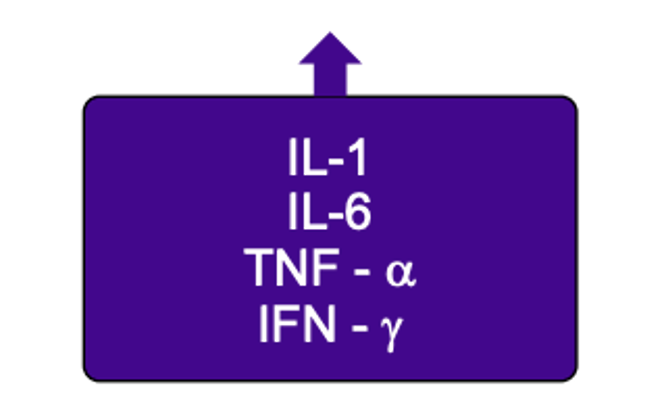 IL-1
IL-6
TNF - α
IFN - γ